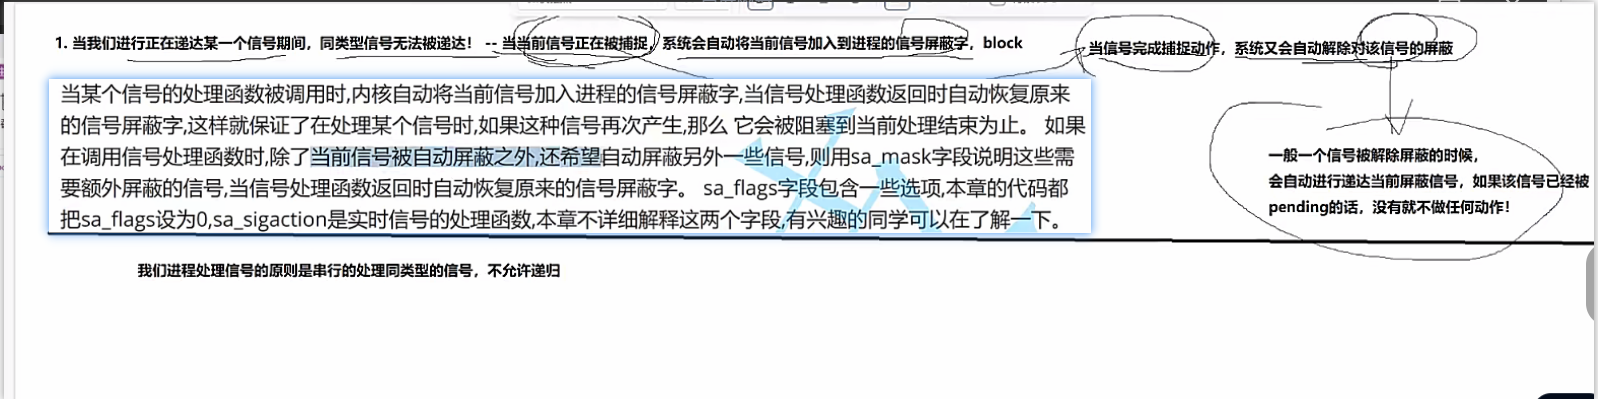 1. 当我们进行正在递达某一个信号期间，同类型信号无法被递达！ -- 当当前信号正在被捕捉，系统会自动将当前信号加入到进程的信号屏蔽字，block
当信号完成捕捉动作，系统又会自动解除对该信号的屏蔽
当某个信号的处理函数被调用时,内核自动将当前信号加入进程的信号屏蔽字,当信号处理函数返回时自动恢复原来
的信号屏蔽字,这样就保证了在处理某个信号时,如果这种信号再次产生,那么 它会被阻塞到当前处理结束为止。 如果
在调用信号处理函数时,除了当前信号被自动屏蔽之外,还希望自动屏蔽另外一些信号,则用sa_mask字段说明这些需
要额外屏蔽的信号,当信号处理函数返回时自动恢复原来的信号屏蔽字。 sa_flags字段包含一些选项,本章的代码都
把sa_flags设为0,sa_sigaction是实时信号的处理函数,本章不详细解释这两个字段,有兴趣的同学可以在了解一下。
一般一个信号被解除屏蔽的时候，
会自动进行递达当前屏蔽信号，如果该信号已经被
pending的话，没有就不做任何动作！
我们进程处理信号的原则是串行的处理同类型的信号，不允许递归